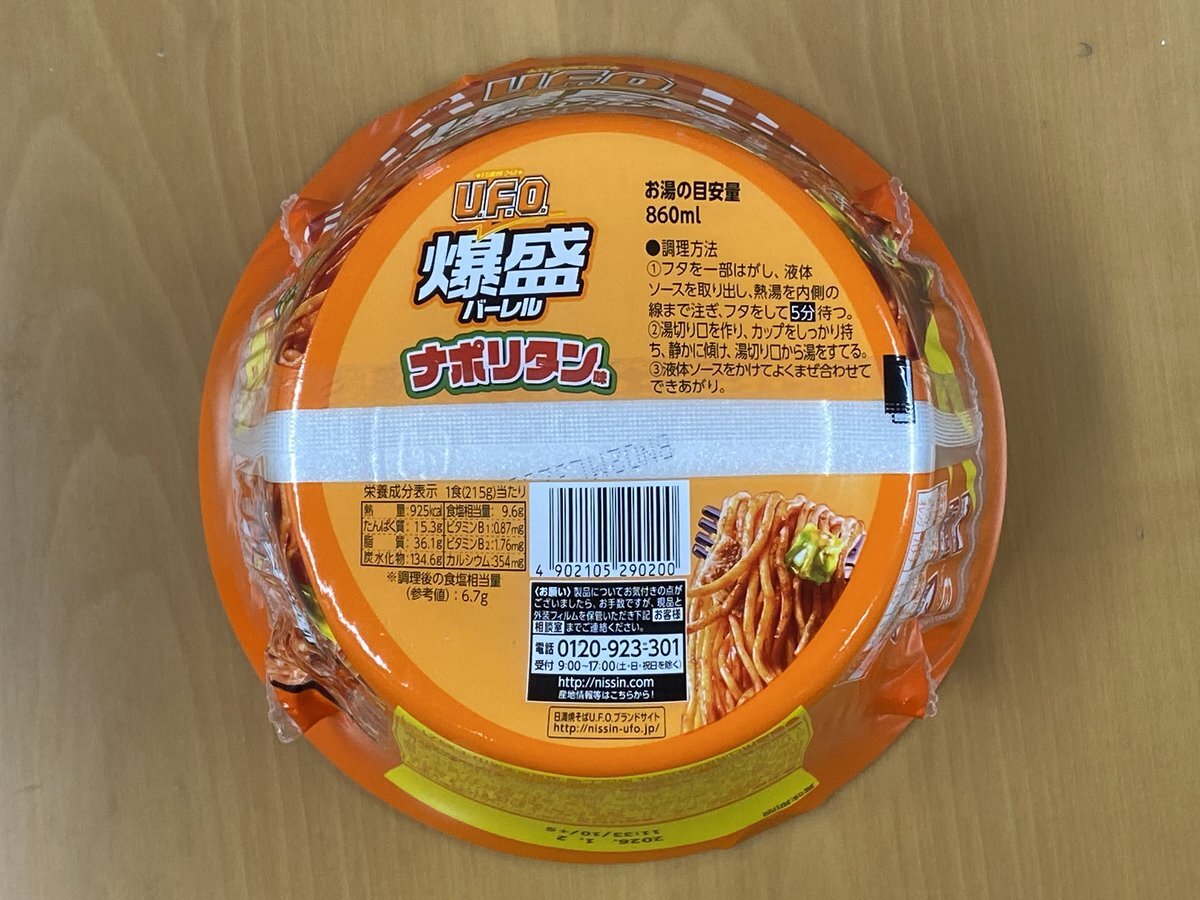 U.F.O.
U.F.O.
爆盛
バーレル
ナポリタン味
お湯の目安量
860ml
●調理方法
①フタを一部はがし、液体
ソースを取り出し、熱湯を内側の
線まで注ぎ、フタをして5分待つ。
②湯切り口を作り、カップをしっかり持
ち、静かに傾け、湯切り口から湯をすてる。
③液体ソースをかけてよくまぜ合わせて
できあがり。
栄養成分表示 1食(215g)当たり
熱量:925kcal 食塩相当量: 9.6g
たんぱく質: 15.3g ビタミンB1:0.87mg
脂質: 36.1g ビタミンB2:1.76mg
炭水化物:134.6g カルシウム:354mg
※調理後の食塩相当量
(参考値):6.7g
4 902105 290200
〈お願い〉製品についてお気付きの点が
ございましたら、お手数ですが、現品と
外装フィルムを保管いただき下記お客様
相談室までご連絡ください。
電話 0120-923-301
受付 9:00~17:00(土・日・祝日を除く)
http://nissin.com
産地情報等はこちらから!
日清焼そばU.F.O.ブランドサイト
http://nissin-ufo.jp/
2026. 1. 2
11:33/10/+S